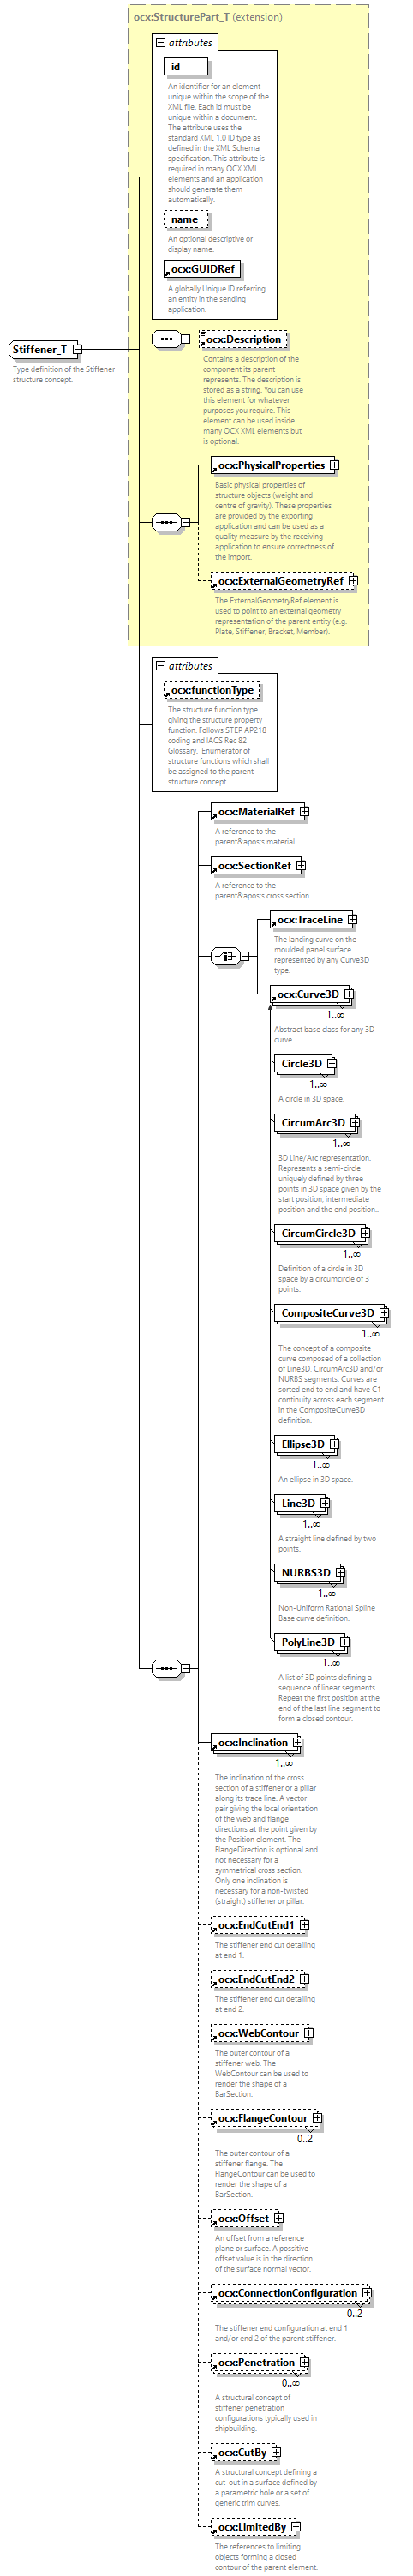 ocx:StructurePart_T (extension)
attributes
id
An identifier for an element
unique within the scope of the
XML file. Each id must be
unique within a document.
The attribute uses the
standard XML 1.0 ID type as
defined in the XML Schema
specification. This attribute is
required in many OCX XML
elements and an application
should generate them
automatically.
name
An optional descriptive or
display name.
ocx:GUIDRef
A globally Unique ID referring
an entity in the sending
application.
Stiffener_T
Type definition of the Stiffener
structure concept.
ocx:Description
Contains a description of the
component its parent
represents. The description is
stored as a string. You can use
this element for whatever
purposes you require. This
element can be used inside
many OCX XML elements but
is optional.
ocx:PhysicalProperties
Basic physical properties of
structure objects (weight and
centre of gravity). These properties
are provided by the exporting
application and can be used as a
quality measure by the receiving
application to ensure correctness of
the import.
ocx:ExternalGeometryRef
The ExternalGeometryRef element is
used to point to an external geometry
representation of the parent entity (e.g.
Plate, Stiffener, Bracket, Member).
attributes
ocx:functionType
The structure function type
giving the structure property
function. Follows STEP AP218
coding and IACS Rec 82
Glossary.  Enumerator of
structure functions which shall
be assigned to the parent
structure concept.
ocx:MaterialRef
A reference to the
parent&apos;s material.
ocx:SectionRef
A reference to the
parent&apos;s cross section.
ocx:TraceLine
The landing curve on the
moulded panel surface
represented by any Curve3D
type.
ocx:Curve3D
1..∞
Abstract base class for any 3D
curve.
Circle3D
1..∞
A circle in 3D space.
CircumArc3D
1..∞
3D Line/Arc representation.
Represents a semi-circle
uniquely defined by three
points in 3D space given by the
start position, intermediate
position and the end position..
CircumCircle3D
1..∞
Definition of a circle in 3D
space by a circumcircle of 3
points.
CompositeCurve3D
1..∞
The concept of a composite
curve composed of a collection
of Line3D, CircumArc3D and/or
NURBS segments. Curves are
sorted end to end and have C1
continuity across each segment
in the CompositeCurve3D
definition.
Ellipse3D
1..∞
An ellipse in 3D space.
Line3D
1..∞
A straight line defined by two
points.
NURBS3D
1..∞
Non-Uniform Rational Spline
Base curve definition.
PolyLine3D
1..∞
A list of 3D points defining a
sequence of linear segments.
Repeat the first position at the
end of the last line segment to
form a closed contour.
ocx:Inclination
1..∞
The inclination of the cross
section of a stiffener or a pillar
along its trace line. A vector
pair giving the local orientation
of the web and flange
directions at the point given by
the Position element. The
FlangeDirection is optional and
not necessary for a
symmetrical cross section.
Only one inclination is
necessary for a non-twisted
(straight) stiffener or pillar.
ocx:EndCutEnd1
The stiffener end cut detailing
at end 1.
ocx:EndCutEnd2
The stiffener end cut detailing
at end 2.
ocx:WebContour
The outer contour of a
stiffener web. The
WebContour can be used to
render the shape of a
BarSection.
ocx:FlangeContour
0..2
The outer contour of a
stiffener flange. The
FlangeContour can be used to
render the shape of a
BarSection.
ocx:Offset
An offset from a reference
plane or surface. A possitive
offset value is in the direction
of the surface normal vector.
ocx:ConnectionConfiguration
0..2
The stiffener end configuration at end 1
and/or end 2 of the parent stiffener.
ocx:Penetration
0..∞
A structural concept of
stiffener penetration
configurations typically used in
shipbuilding.
ocx:CutBy
A structural concept defining a
cut-out in a surface defined by
a parametric hole or a set of
generic trim curves.
ocx:LimitedBy
The references to limiting
objects forming a closed
contour of the parent element.